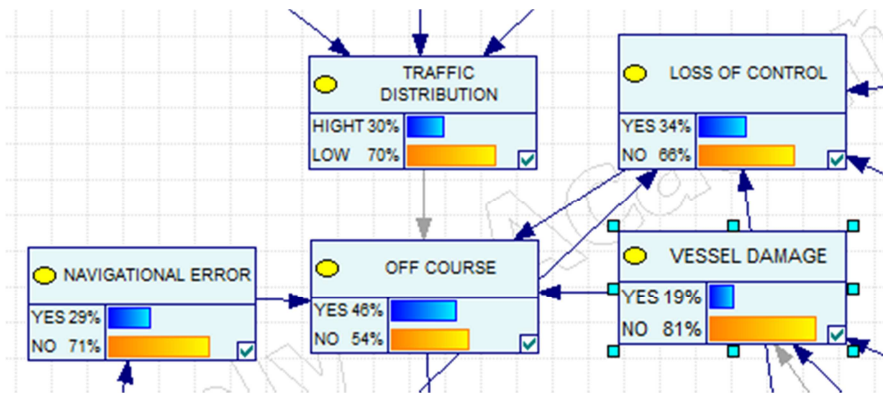 TRAFFIC
DISTRIBUTION
HIGHT 30%
LOW 70%
LOSS OF CONTROL
YES 34%
NO 66%
NAVIGATIONAL ERROR
YES 29%
NO 71%
OFF COURSE
YES 46%
NO 54%
VESSEL DAMAGE
YES 19%
NO 81%